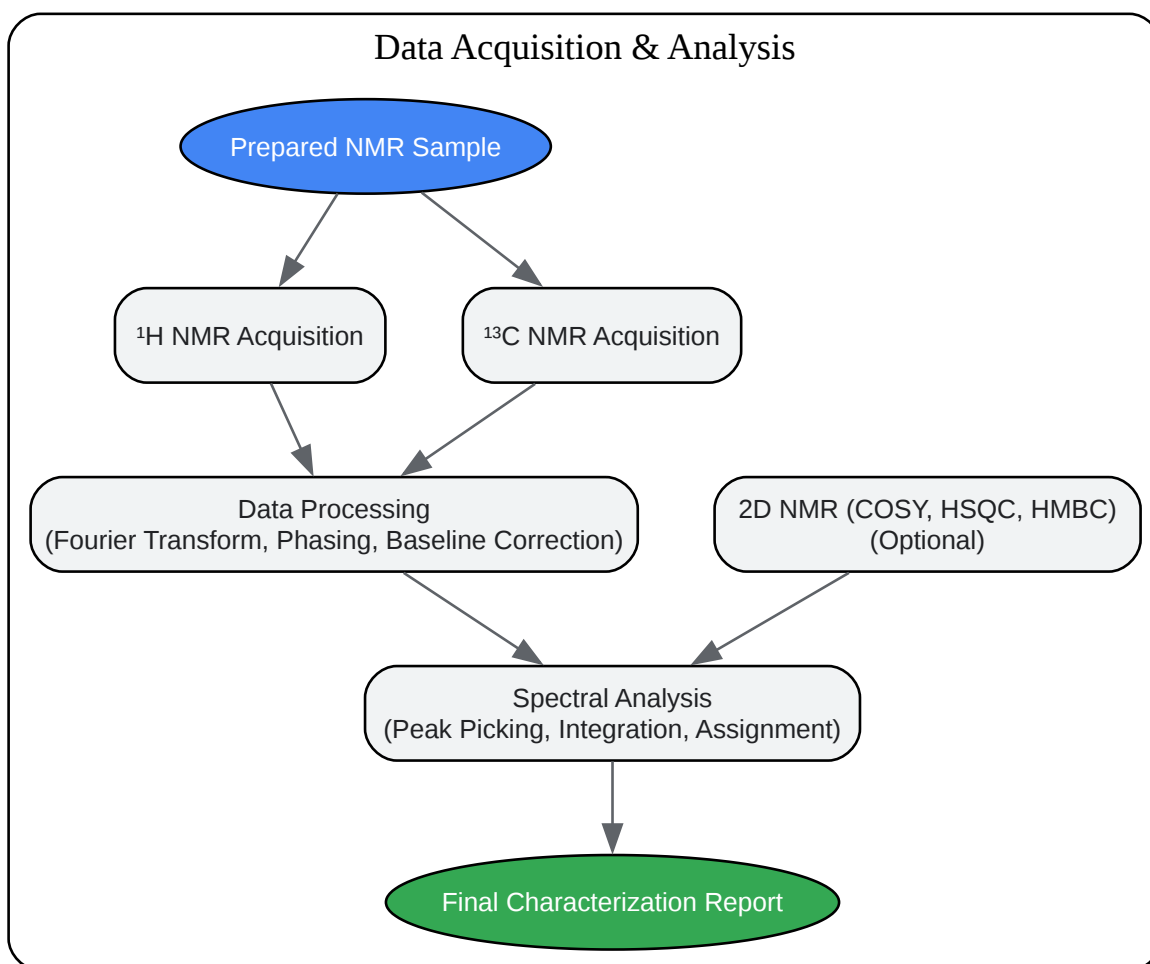 Data Acquisition & Analysis
Prepared NMR Sample
¹H NMR Acquisition
¹³C NMR Acquisition
Data Processing
(Fourier Transform, Phasing, Baseline Correction)
2D NMR (COSY, HSQC, HMBC)
(Optional)
Spectral Analysis
(Peak Picking, Integration, Assignment)
Final Characterization Report